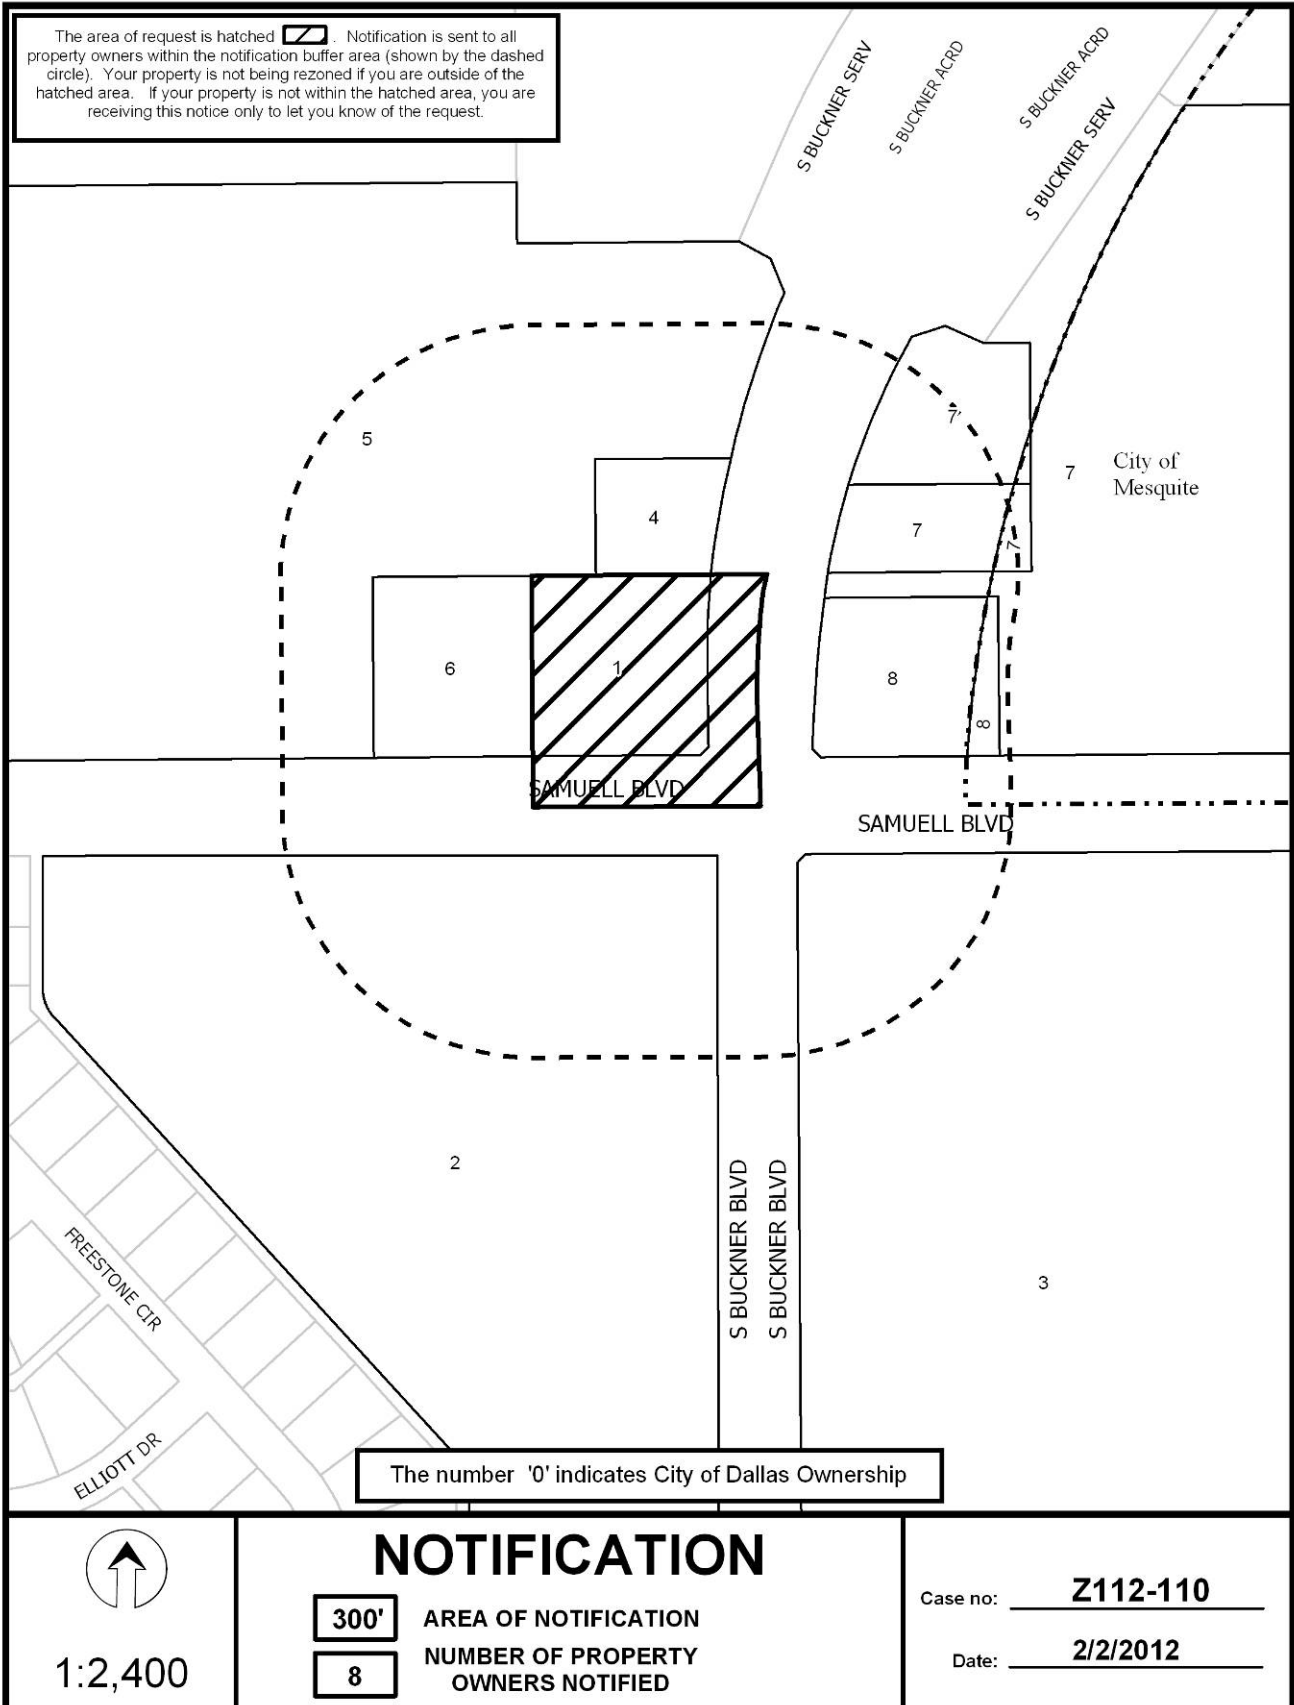 The area of request is hatched . Notification is sent to all
property owners within the notification buffer area (shown by the dashed
circle). Your property is not being rezoned if you are outside of the
hatched area. If your property is not within the hatched area, you are
receiving this notice only to let you know of the request.
S BUCKNER SERV
S BUCKNER ACRD
S BUCKNER ACRD
S BUCKNER SERV
5
7
7
City of
Mesquite
4
7
7
6
1
8
8
SAMUELL BLVD
SAMUELL BLVD
2
S BUCKNER BLVD
S BUCKNER BLVD
3
FREESTONE CIR
ELLIOTT DR
The number '0' indicates City of Dallas Ownership
1:2,400
NOTIFICATION
300' AREA OF NOTIFICATION
8 NUMBER OF PROPERTY
OWNERS NOTIFIED
Case no: Z112-110
Date: 2/2/2012